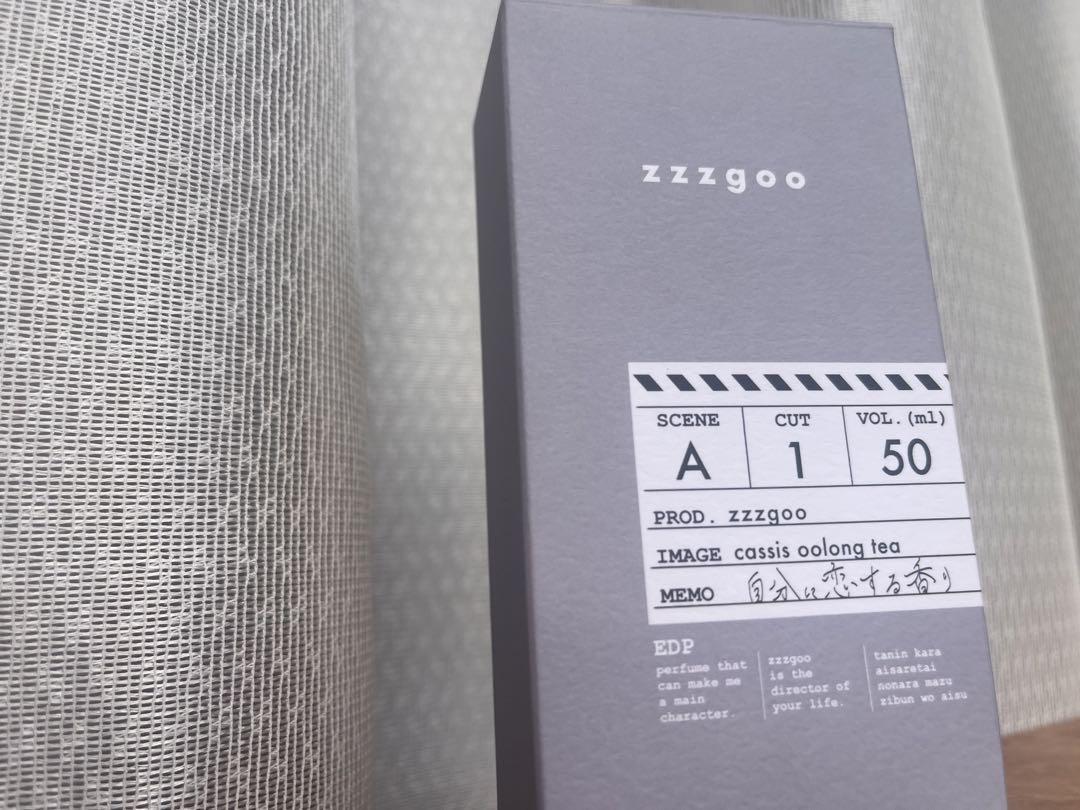 zzzgoo
SCENE CUT VOL.(ml)
A 1 50
PROD. zzzgoo
IMAGE cassis oolong tea
MEMO 自分に恋する香り
EDP
perfume that
can make me
a main
character.
zzzgoo
is the
director of
your life.
tanin kara
aisaretai
nonara mazu
zibun wo aisu